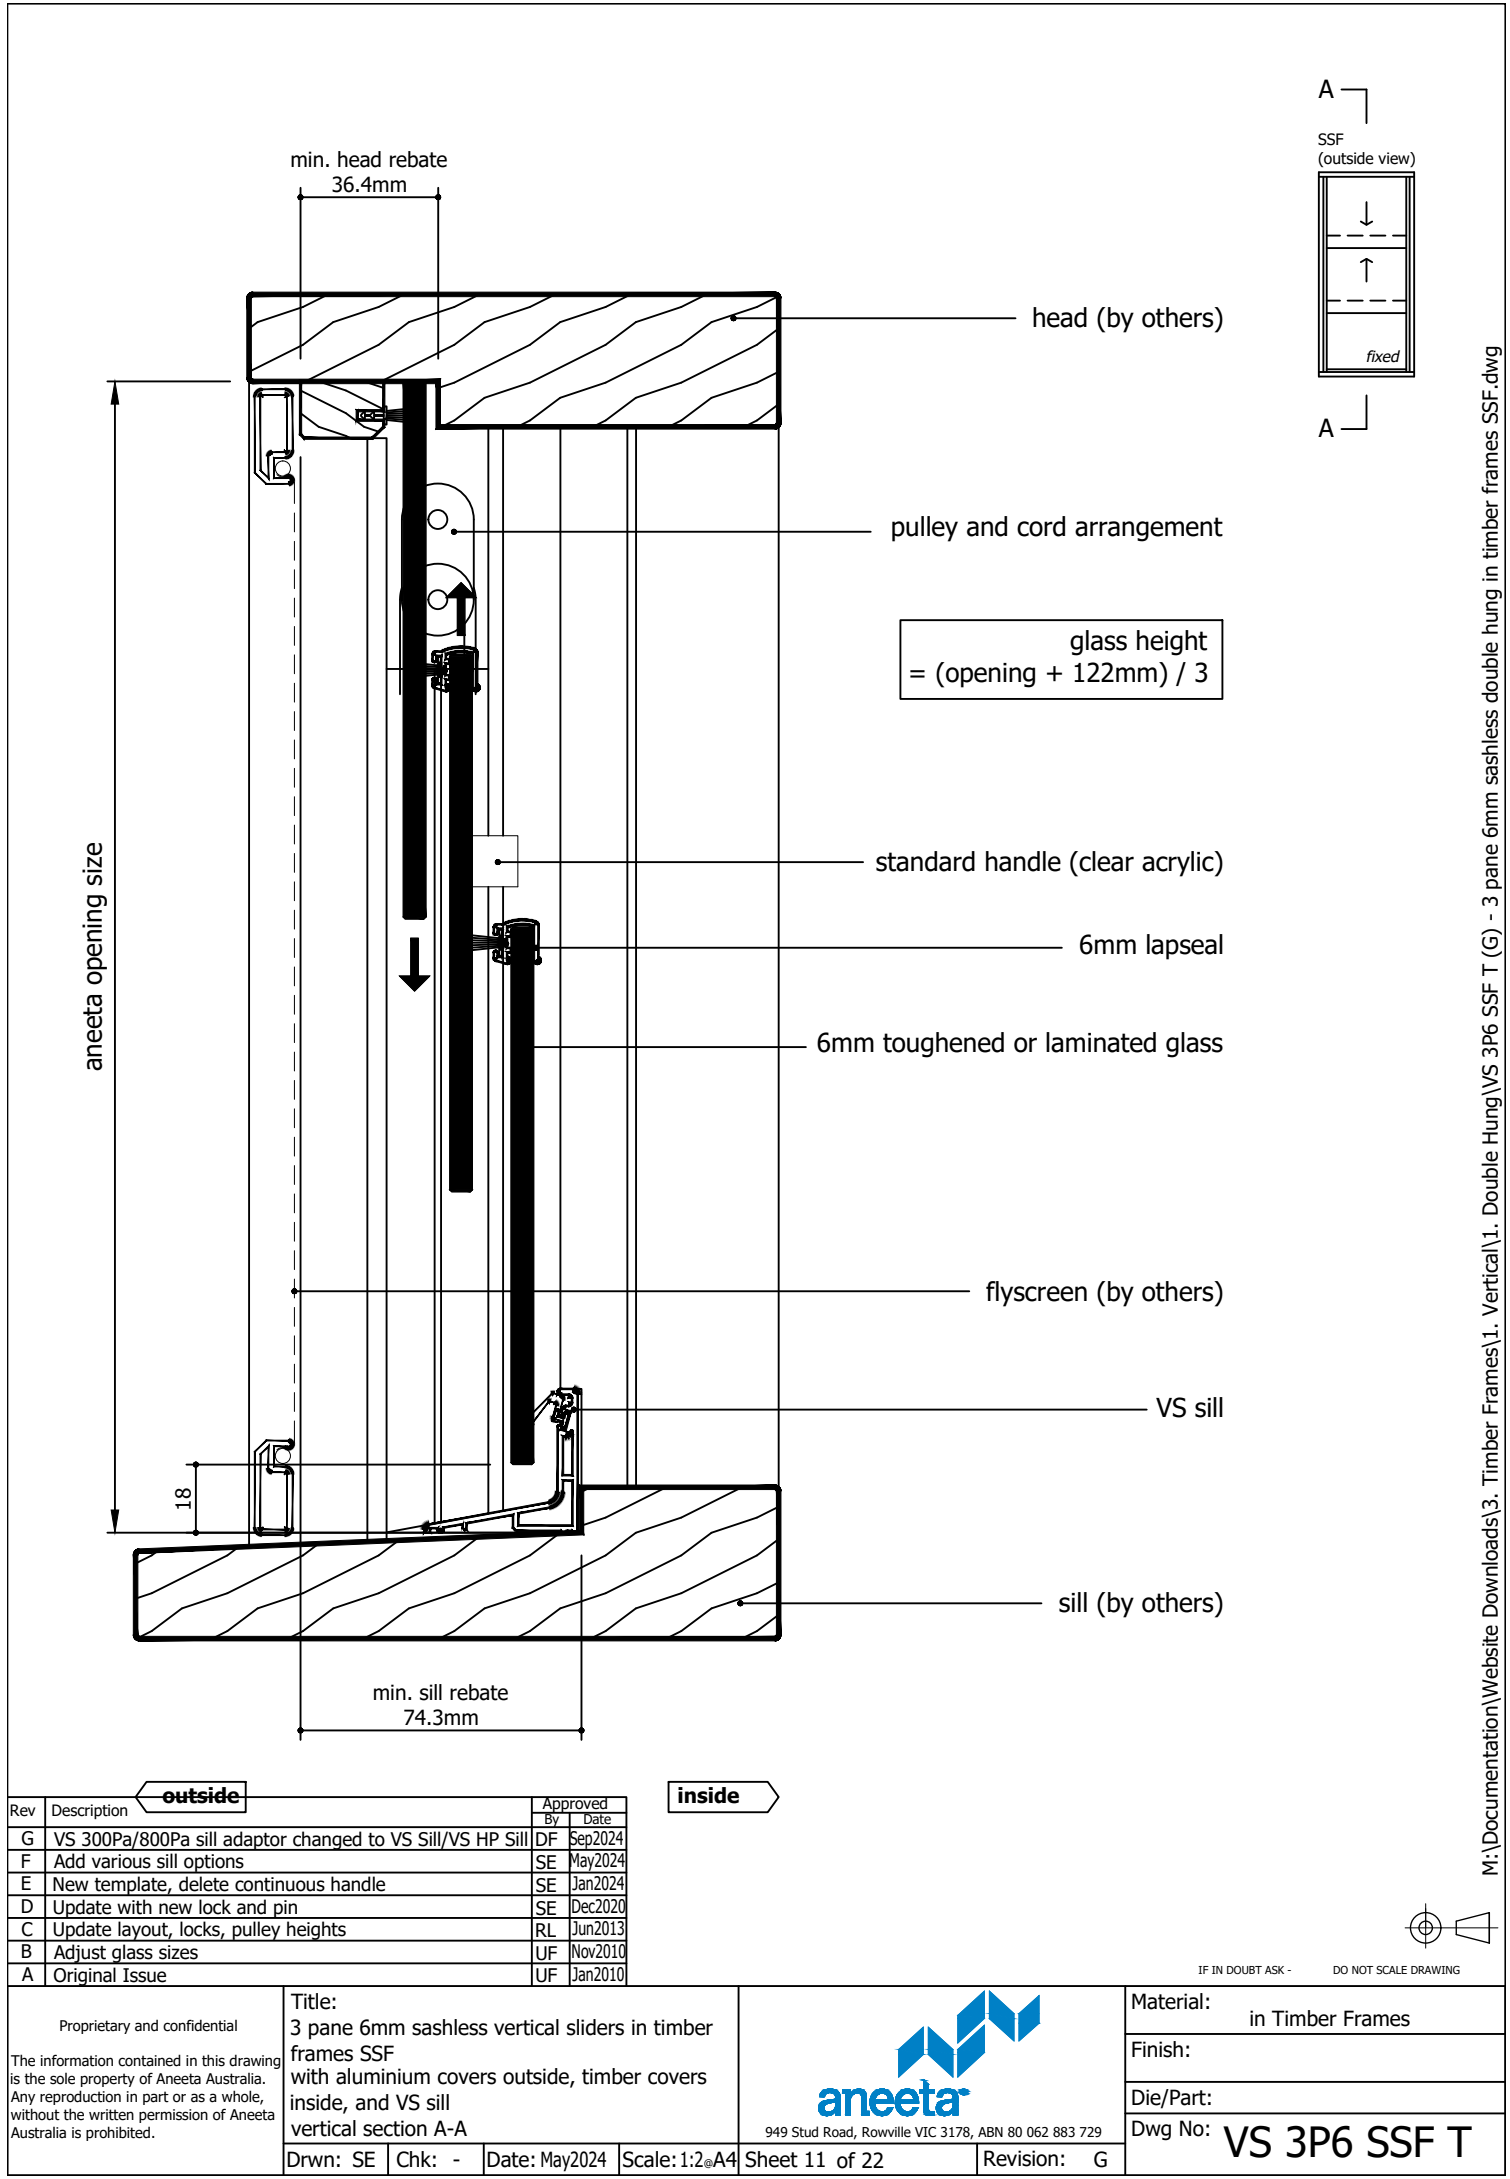 A
SSF
(outside view)
fixed
A
min. head rebate
36.4mm
head (by others)
pulley and cord arrangement
glass height
= (opening + 122mm) / 3
standard handle (clear acrylic)
6mm lapseal
6mm toughened or laminated glass
aneeta opening size
flyscreen (by others)
VS sill
18
sill (by others)
min. sill rebate
74.3mm
outside
inside
M:\Documentation\Website Downloads\3. Timber Frames\1. Vertical\1. Double Hung\VS 3P6 SSF T (G) - 3 pane 6mm sashless double hung in timber frames SSF.dwg
Rev Description Approved
By Date
G VS 300Pa/800Pa sill adaptor changed to VS Sill/VS HP Sill DF Sep2024
F Add various sill options SE May2024
E New template, delete continuous handle SE Jan2024
D Update with new lock and pin SE Dec2020
C Update layout, locks, pulley heights RL Jun2013
B Adjust glass sizes UF Nov2010
A Original Issue UF Jan2010
IF IN DOUBT ASK - DO NOT SCALE DRAWING
Proprietary and confidential
The information contained in this drawing
is the sole property of Aneeta Australia.
Any reproduction in part or as a whole,
without the written permission of Aneeta
Australia is prohibited.
Title:
3 pane 6mm sashless vertical sliders in timber
frames SSF
with aluminium covers outside, timber covers
inside, and VS sill
vertical section A-A
Drwn: SE Chk: - Date: May2024 Scale: 1:2@A4 Sheet 11 of 22 Revision: G
aneeta
949 Stud Road, Rowville VIC 3178, ABN 80 062 883 729
Material:
in Timber Frames
Finish:
Die/Part:
Dwg No: VS 3P6 SSF T